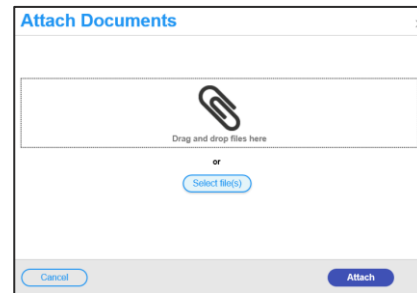 Attach Documents
Drag and drop files here
or
Select file(s)
Cancel
Attach